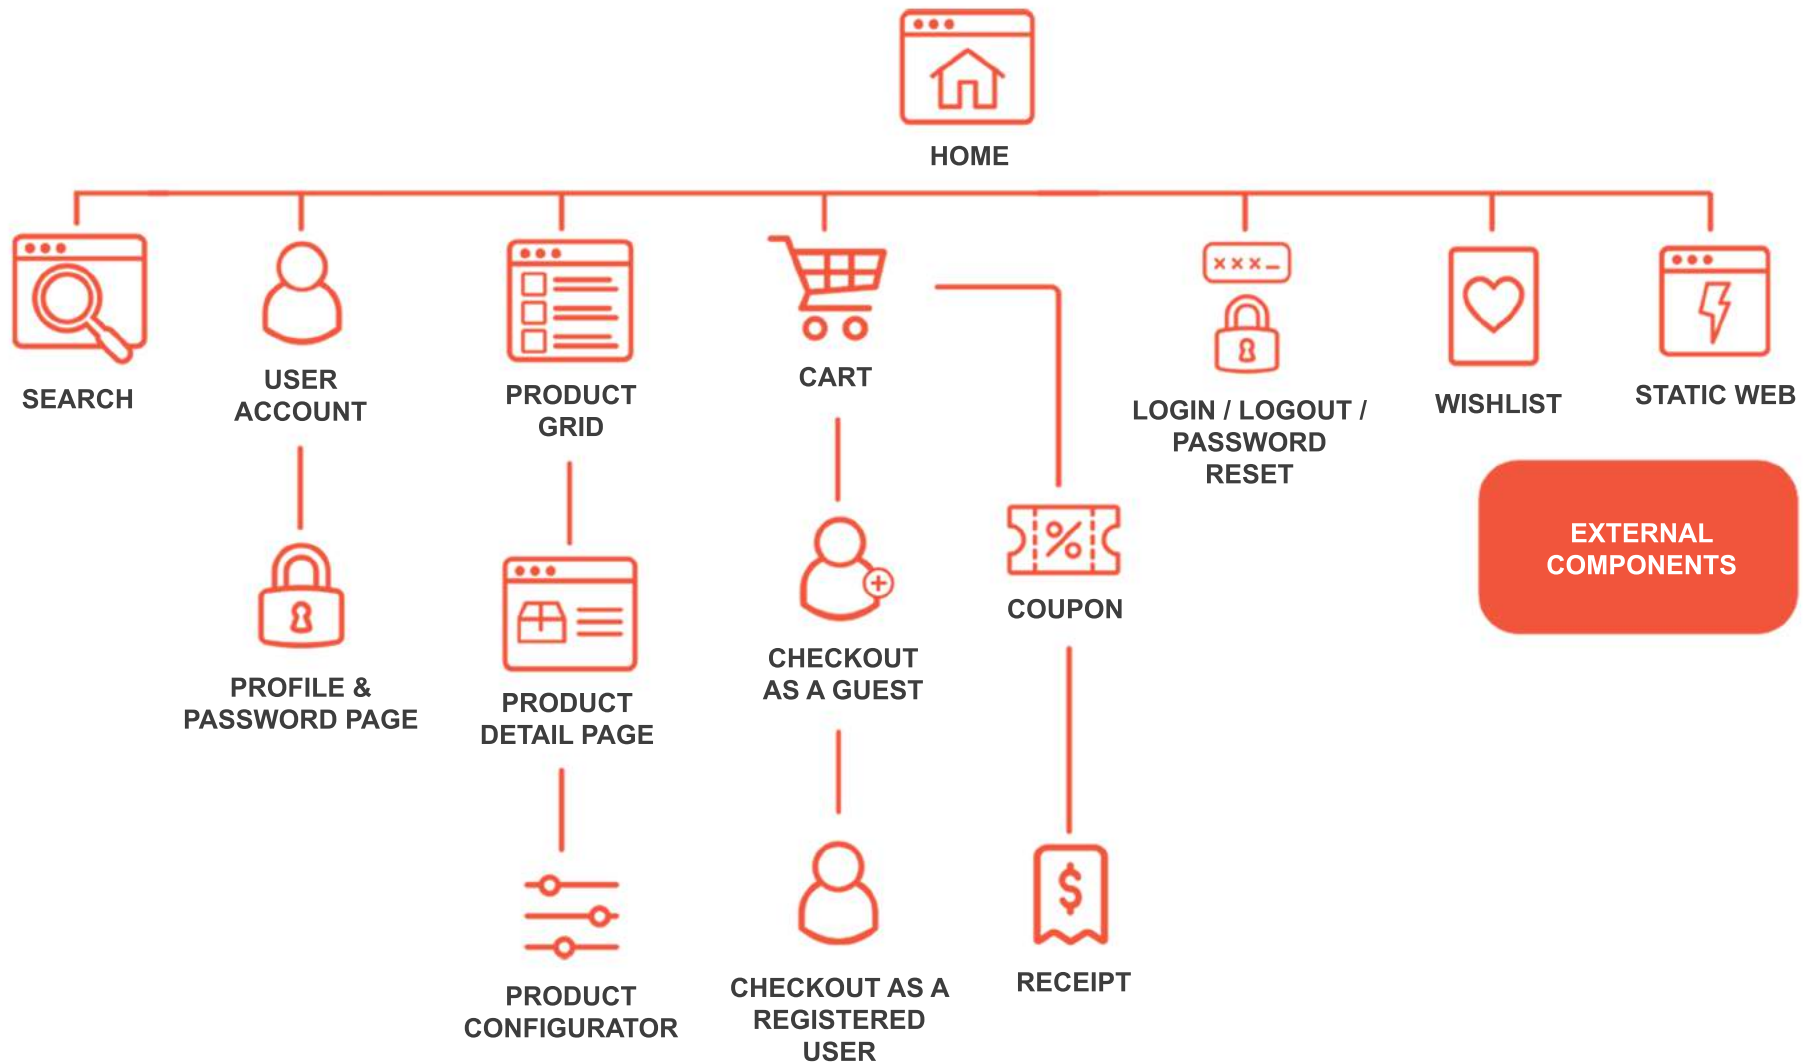 HOME
SEARCH
USER
ACCOUNT
PRODUCT
GRID
CART
xxx_
LOGIN / LOGOUT /
PASSWORD
RESET
WISHLIST
STATIC WEB
EXTERNAL
COMPONENTS
PROFILE &
PASSWORD PAGE
PRODUCT
DETAIL PAGE
CHECKOUT
AS A GUEST
%
COUPON
PRODUCT
CONFIGURATOR
CHECKOUT AS A
REGISTERED
USER
$
RECEIPT